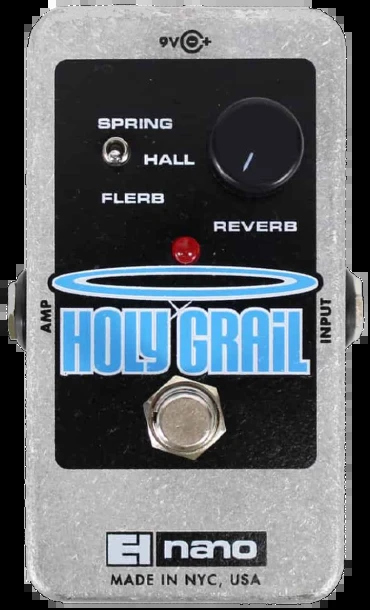 9V +
SPRING
HALL
FLERB
REVERB
AMP
INPUT
HOLY GRAIL
EH nano
MADE IN NYC, USA